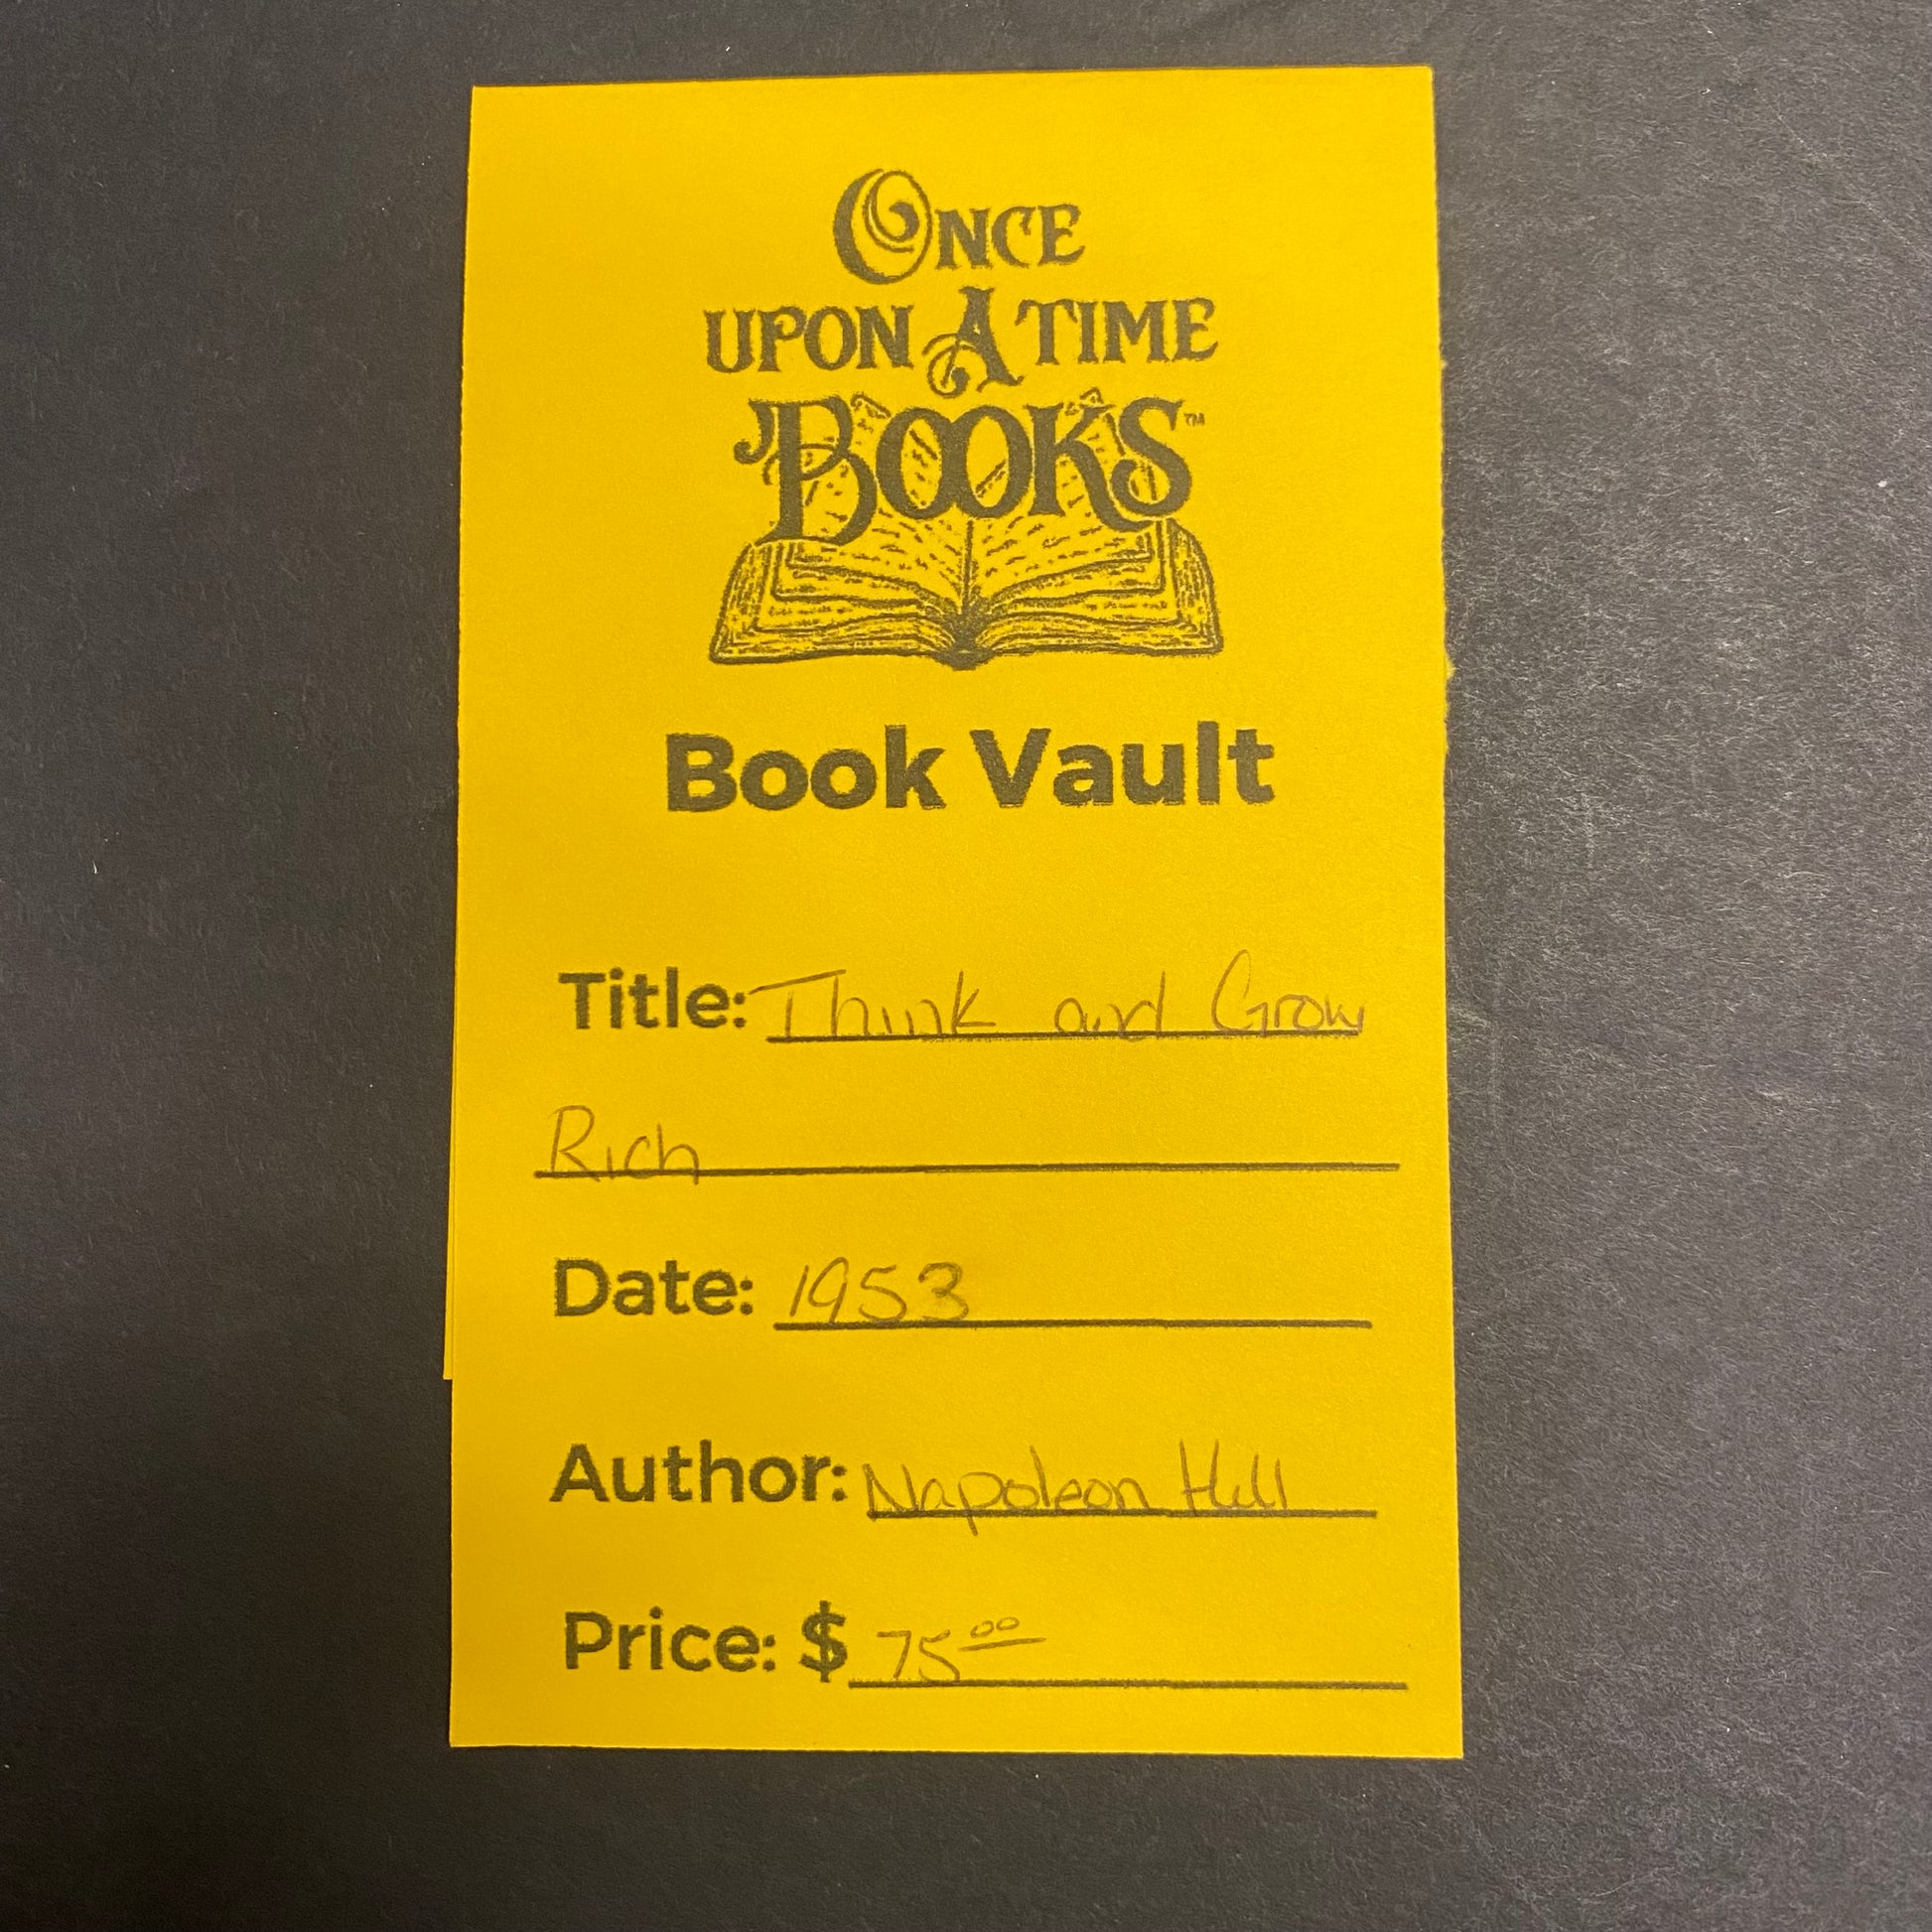 ONCE
UPON A TIME
BOOKS™
Book Vault
Title: Think and Grow
Rich
Date: 1953
Author: Napoleon Hill
Price: $ 75 00